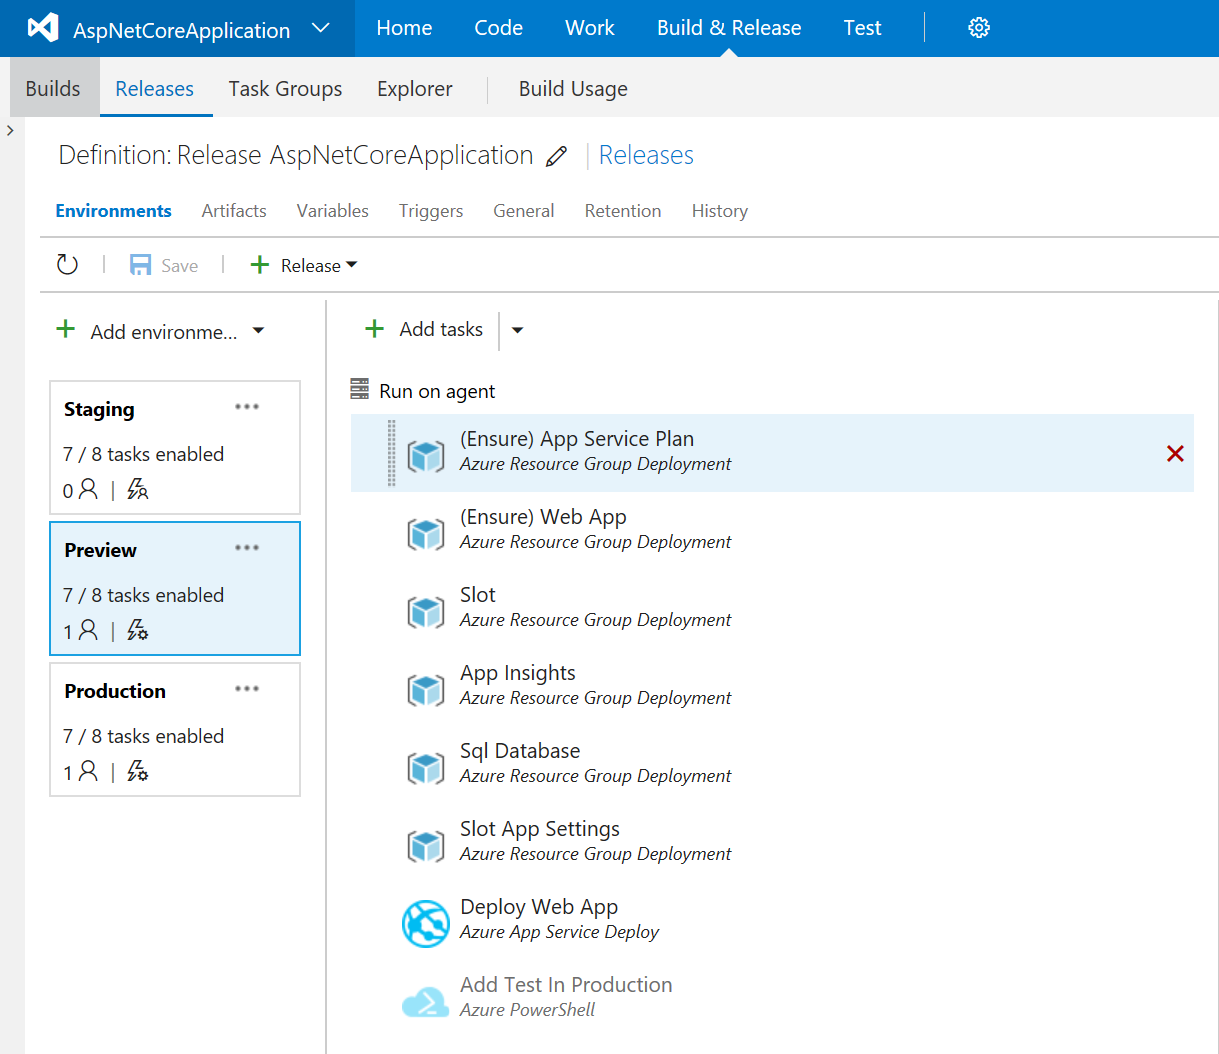 AspNetCoreApplication Home Code Work Build & Release Test
Builds Releases Task Groups Explorer Build Usage
Definition: Release AspNetCoreApplication Releases
Environments Artifacts Variables Triggers General Retention History
Save Release
Add environme...
Staging
7 / 8 tasks enabled
0
Preview
7 / 8 tasks enabled
1
Production
7 / 8 tasks enabled
1
Add tasks
Run on agent
(Ensure) App Service Plan
Azure Resource Group Deployment
(Ensure) Web App
Azure Resource Group Deployment
Slot
Azure Resource Group Deployment
App Insights
Azure Resource Group Deployment
Sql Database
Azure Resource Group Deployment
Slot App Settings
Azure Resource Group Deployment
Deploy Web App
Azure App Service Deploy
Add Test In Production
Azure PowerShell